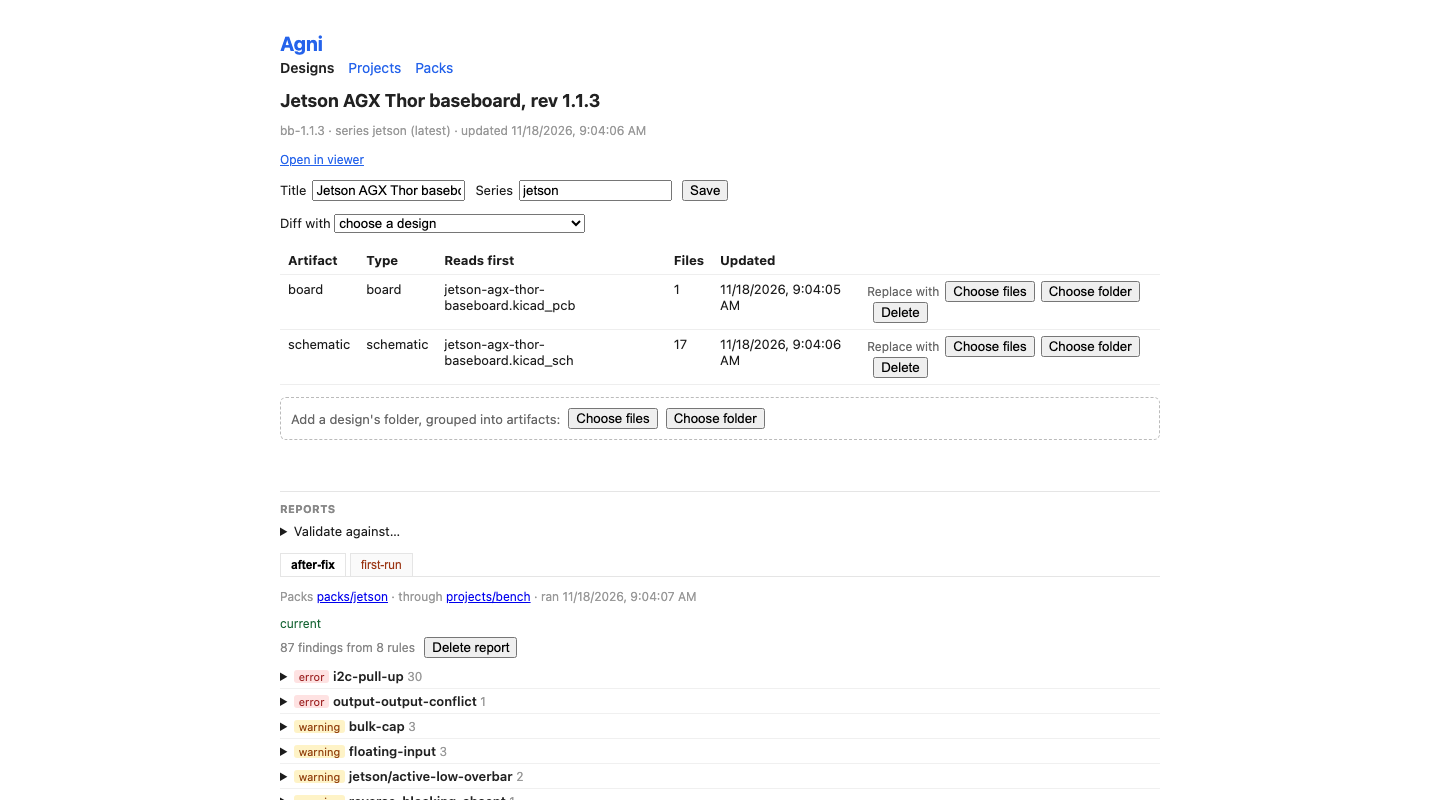 Agni
Designs Projects Packs
Jetson AGX Thor baseboard, rev 1.1.3
bb-1.1.3 · series jetson (latest) · updated 11/18/2026, 9:04:06 AM
Open in viewer
Title Jetson AGX Thor basebo Series jetson Save
Diff with choose a design
Artifact Type Reads first Files Updated
board board jetson-agx-thor-baseboard.kicad_pcb 1 11/18/2026, 9:04:05 AM Replace with Choose files Choose folder
Delete
schematic schematic jetson-agx-thor-baseboard.kicad_sch 17 11/18/2026, 9:04:06 AM Replace with Choose files Choose folder
Delete
Add a design's folder, grouped into artifacts: Choose files Choose folder
REPORTS
Validate against...
after-fix first-run
Packs packs/jetson · through projects/bench · ran 11/18/2026, 9:04:07 AM
current
87 findings from 8 rules Delete report
error i2c-pull-up 30
error output-output-conflict 1
warning bulk-cap 3
warning floating-input 3
warning jetson/active-low-overbar 2